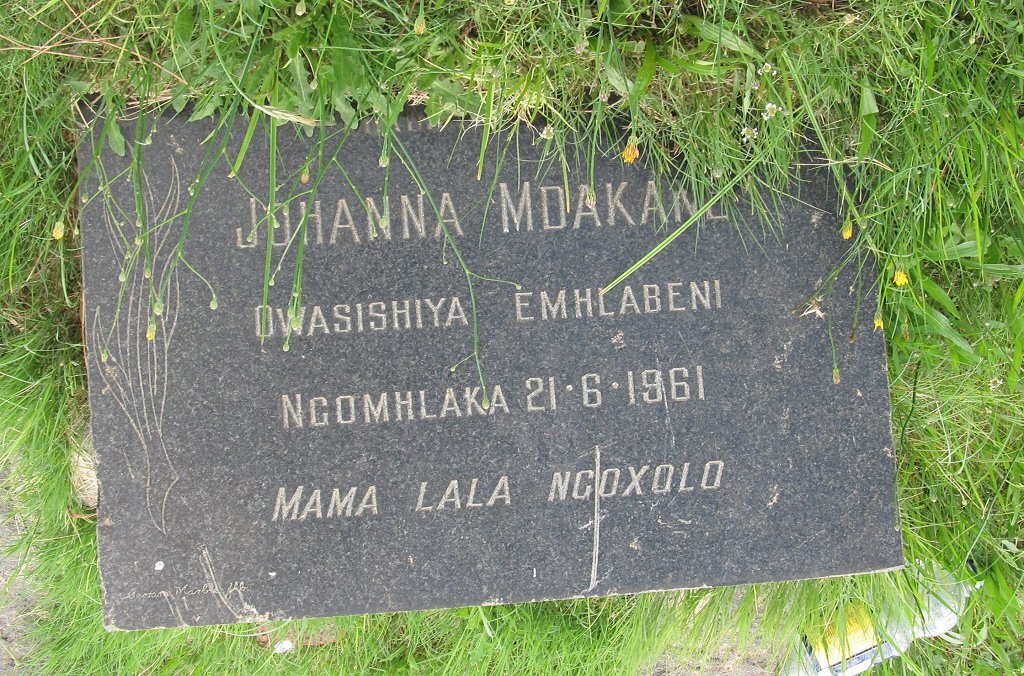 JOHANNA MDAKANE
OWASISHIYA EMHLABENI
NGOMHLAKA 21·6·1961
MAMA LALA NGOXOLO